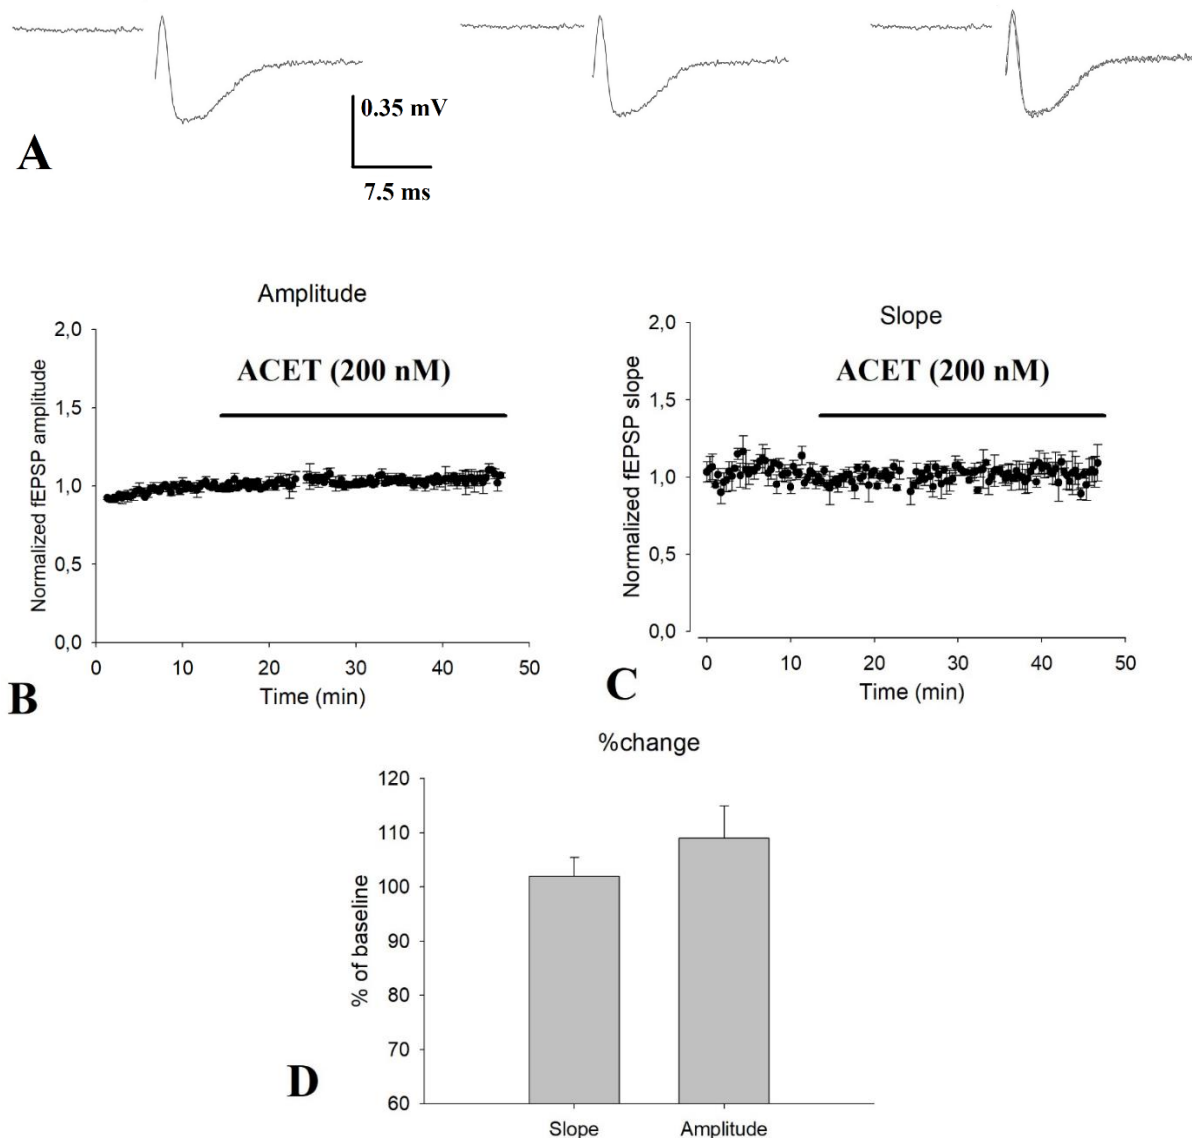 0.35 mV
A
7.5 ms
Amplitude
Normalized fEPSP amplitude
2,0
1,5
1,0
0,5
0,0
ACET (200 nM)
0 10 20 30 40 50
Time (min)
B
Slope
Normalized fEPSP slope
2,0
1,5
1,0
0,5
0,0
ACET (200 nM)
0 10 20 30 40 50
Time (min)
C
%change
% of baseline
120
110
100
90
80
70
60
Slope Amplitude
D